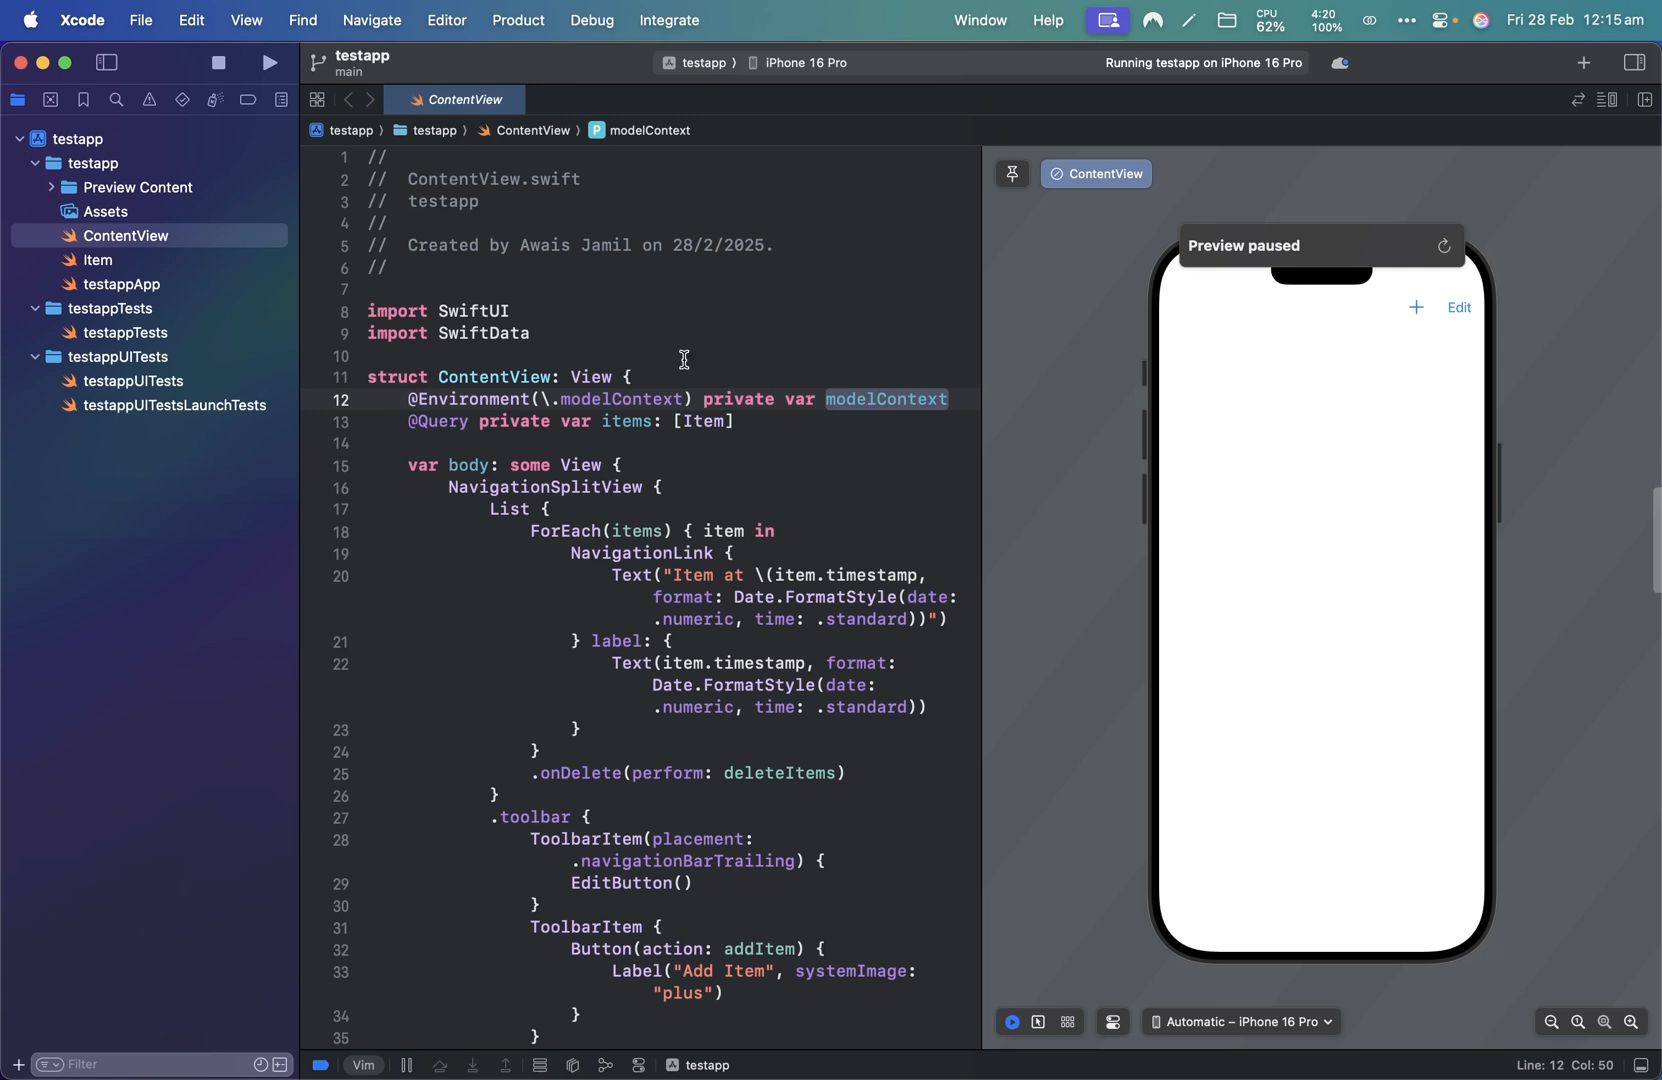 Xcode File Edit View Find Navigate Editor Product Debug Integrate Window Help CPU 62% 4:20 100% Fri 28 Feb 12:15 am
testapp
main
testapp iPhone 16 Pro
Running testapp on iPhone 16 Pro
ContentView
testapp testapp ContentView P modelContext
testapp
testapp
Preview Content
Assets
ContentView
Item
testappApp
testappTests
testappTests
testappUITests
testappUITests
testappUITestsLaunchTests
Filter
1 //
2 // ContentView.swift
3 // testapp
4 //
5 // Created by Awais Jamil on 28/2/2025.
6 //
7
8 import SwiftUI
9 import SwiftData
10
11 struct ContentView: View {
12 @Environment(\.modelContext) private var modelContext
13 @Query private var items: [Item]
14
15 var body: some View {
16 NavigationSplitView {
17 List {
18 ForEach(items) { item in
19 NavigationLink {
20 Text("Item at \(item.timestamp,
format: Date.FormatStyle(date:
.numeric, time: .standard))")
21 } label: {
22 Text(item.timestamp, format:
Date.FormatStyle(date:
.numeric, time: .standard))
23 }
24 }
25 .onDelete(perform: deleteItems)
26 }
27 .toolbar {
28 ToolbarItem(placement:
.navigationBarTrailing) {
29 EditButton()
30 }
31 ToolbarItem {
32 Button(action: addItem) {
33 Label("Add Item", systemImage:
"plus")
34 }
35 }
ContentView
Preview paused
Edit
Automatic – iPhone 16 Pro
Vim
testapp
Line: 12 Col: 50